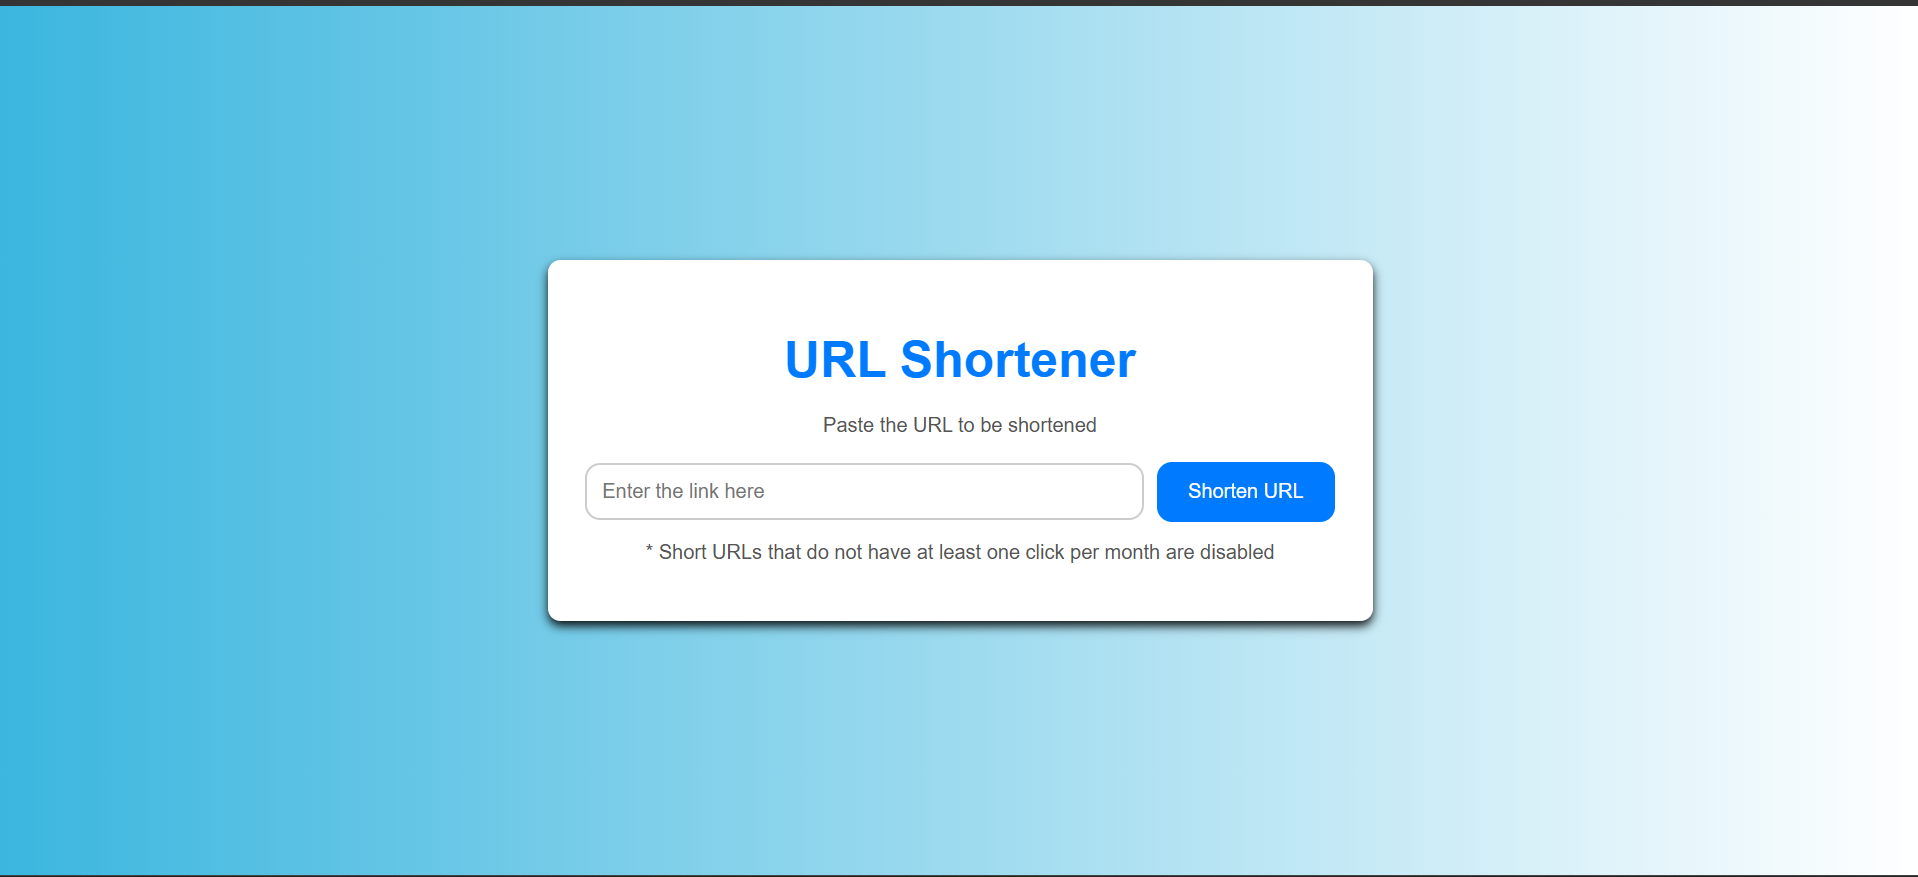 URL Shortener
Paste the URL to be shortened
Enter the link here
Shorten URL
* Short URLs that do not have at least one click per month are disabled